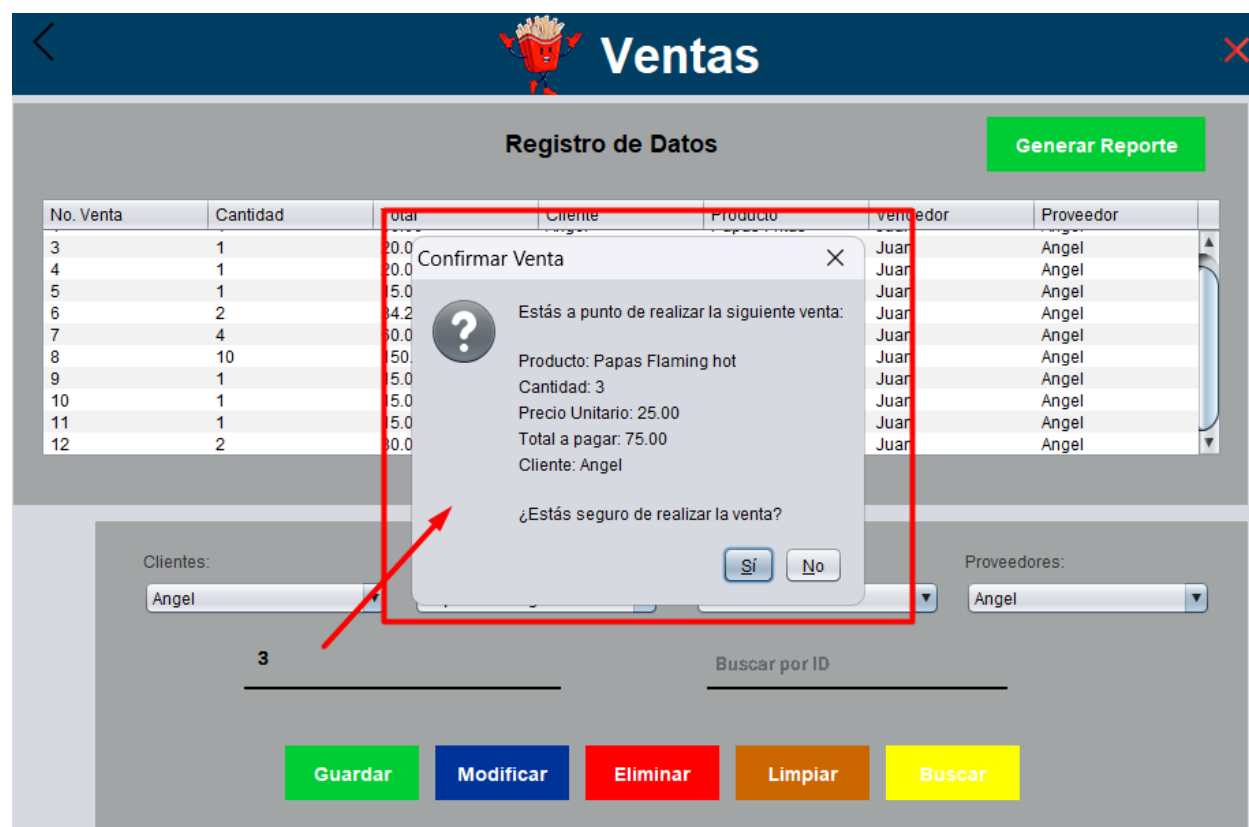 Ventas
Registro de Datos
Generar Reporte
No. Venta Cantidad Total Cliente Producto Vendedor Proveedor
3 1 Juan Angel
4 1 Juan Angel
5 1 Juan Angel
6 2 Juan Angel
7 4 Juan Angel
8 10 Juan Angel
9 1 Juan Angel
10 1 Juan Angel
11 1 Juan Angel
12 2 Juan Angel
Confirmar Venta
Estás a punto de realizar la siguiente venta:
Producto: Papas Flaming hot
Cantidad: 3
Precio Unitario: 25.00
Total a pagar: 75.00
Cliente: Angel
¿Estás seguro de realizar la venta?
Sí No
Clientes: Proveedores:
Angel Angel
3 Buscar por ID
Guardar Modificar Eliminar Limpiar Buscar